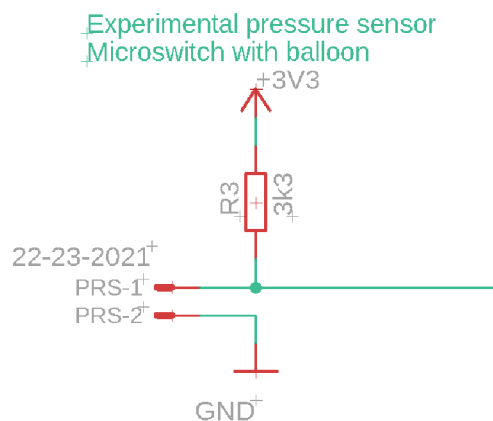 Experimental pressure sensor
Microswitch with balloon
+3V3
R3
3k3
22-23-2021
PRS-1
PRS-2
GND